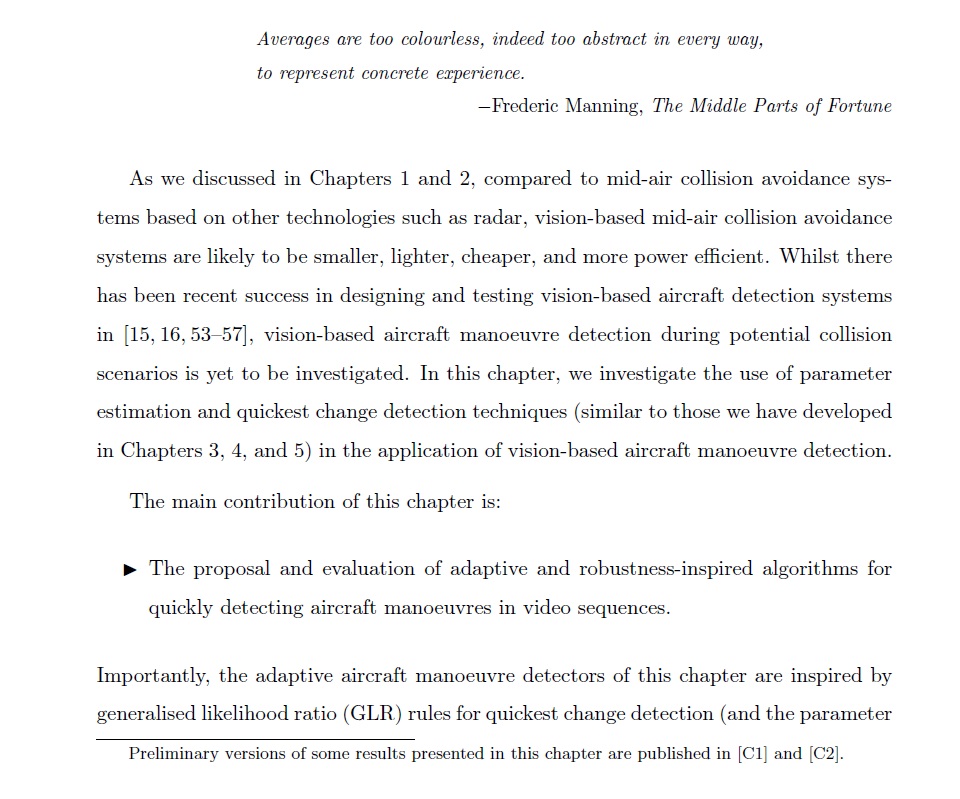 Averages are too colourless, indeed too abstract in every way,
to represent concrete experience.
–Frederic Manning, The Middle Parts of Fortune
As we discussed in Chapters 1 and 2, compared to mid-air collision avoidance sys-
tems based on other technologies such as radar, vision-based mid-air collision avoidance
systems are likely to be smaller, lighter, cheaper, and more power efficient. Whilst there
has been recent success in designing and testing vision-based aircraft detection systems
in [15, 16, 53–57], vision-based aircraft manoeuvre detection during potential collision
scenarios is yet to be investigated. In this chapter, we investigate the use of parameter
estimation and quickest change detection techniques (similar to those we have developed
in Chapters 3, 4, and 5) in the application of vision-based aircraft manoeuvre detection.
The main contribution of this chapter is:
► The proposal and evaluation of adaptive and robustness-inspired algorithms for
quickly detecting aircraft manoeuvres in video sequences.
Importantly, the adaptive aircraft manoeuvre detectors of this chapter are inspired by
generalised likelihood ratio (GLR) rules for quickest change detection (and the parameter
Preliminary versions of some results presented in this chapter are published in [C1] and [C2].